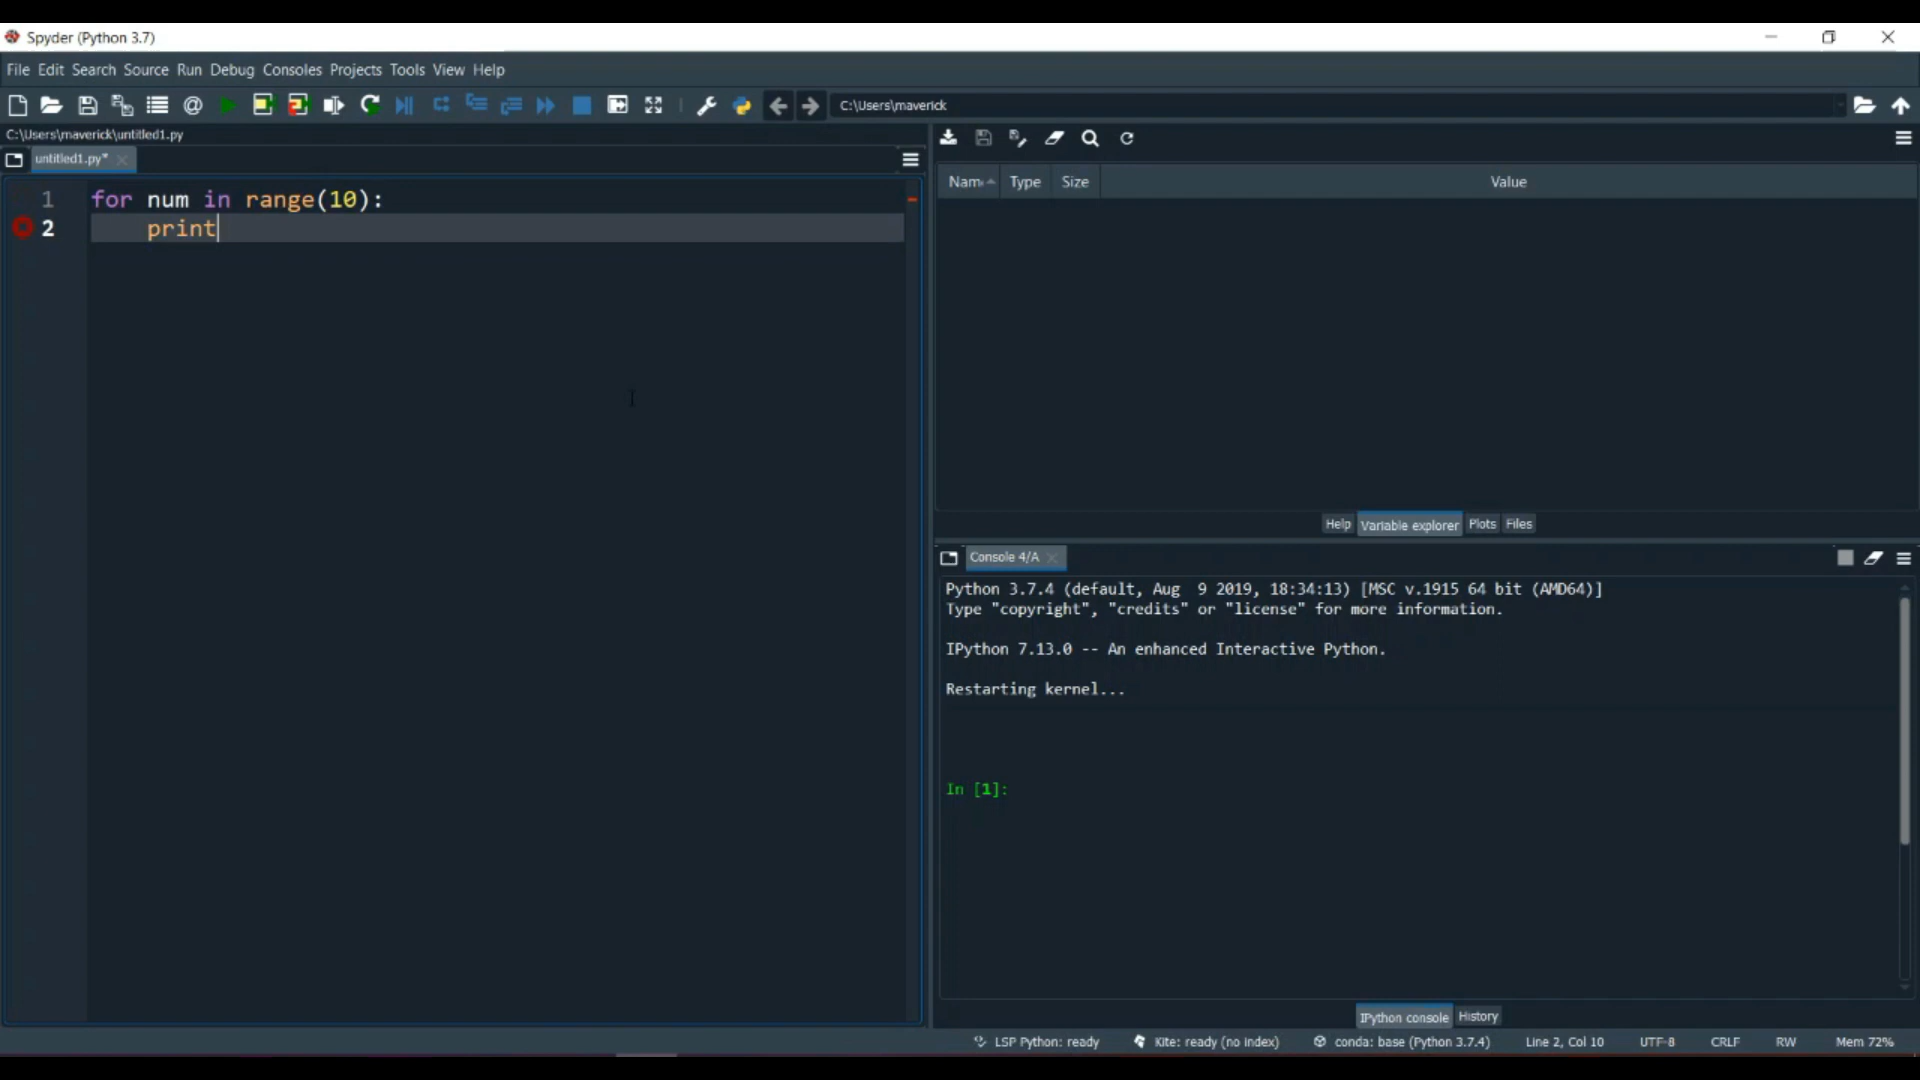 Spyder (Python 3.7)
File Edit Search Source Run Debug Consoles Projects Tools View Help
C:\Users\maverick
C:\Users\maverick\untitled1.py
untitled1.py*
1 for num in range(10):
2 print
Nam Type Size Value
Help Variable explorer Plots Files
Console 4/A
Python 3.7.4 (default, Aug 9 2019, 18:34:13) [MSC v.1915 64 bit (AMD64)]
Type "copyright", "credits" or "license" for more information.
IPython 7.13.0 -- An enhanced Interactive Python.
Restarting kernel...
In [1]:
IPython console History
LSP Python: ready Kite: ready (no index) conda: base (Python 3.7.4) Line 2, Col 10 UTF-8 CRLF RW Mem 72%